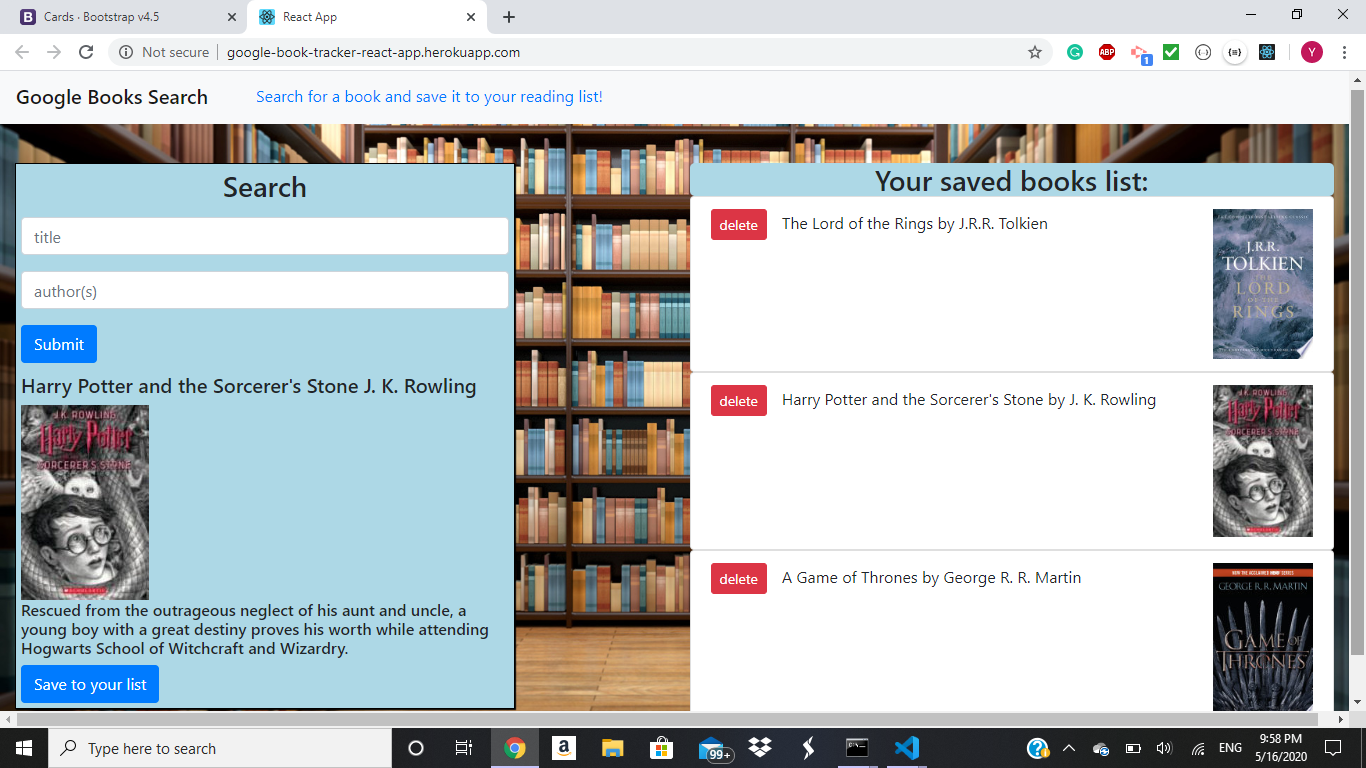 Cards · Bootstrap v4.5
React App
Not secure
google-book-tracker-react-app.herokuapp.com
ABP
1
Y
Google Books Search
Search for a book and save it to your reading list!
Search
title
author(s)
Submit
Harry Potter and the Sorcerer's Stone J. K. Rowling
J.K. ROWLING
Harry Potter
SORCERER'S STONE
SCHOLASTIC
Rescued from the outrageous neglect of his aunt and uncle, a
young boy with a great destiny proves his worth while attending
Hogwarts School of Witchcraft and Wizardry.
Save to your list
Your saved books list:
delete
The Lord of the Rings by J.R.R. Tolkien
J.R.R.
TOLKIEN
THE
LORD
OF THE
RINGS
delete
Harry Potter and the Sorcerer's Stone by J. K. Rowling
J.K. ROWLING
Harry Potter
SORCERER'S STONE
delete
A Game of Thrones by George R. R. Martin
GEORGE R.R. MARTIN
A GAME OF
THRONES
Type here to search
99+
ENG
9:58 PM
5/16/2020